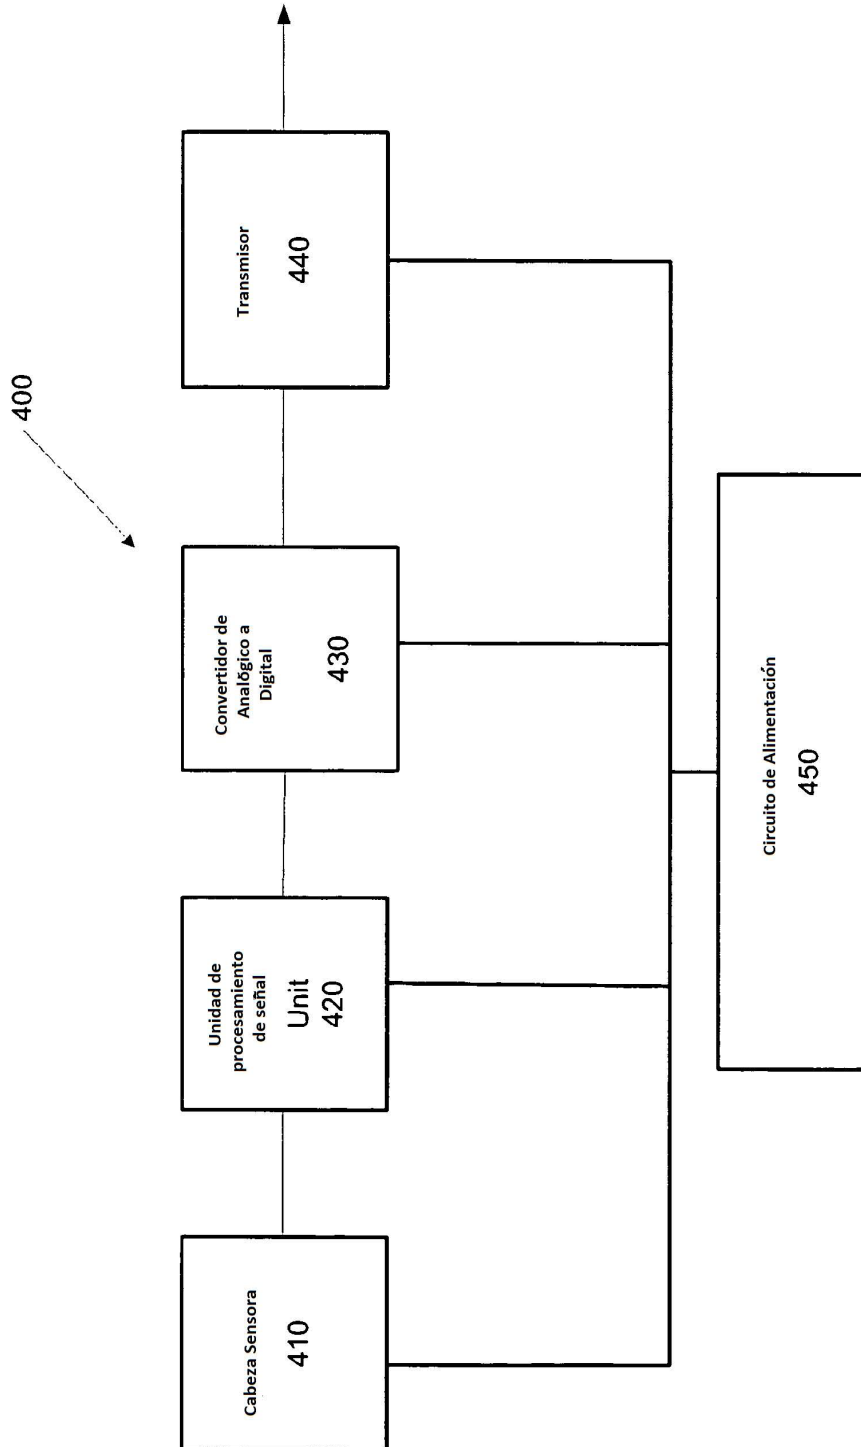 400
Cabeza Sensora
410
Unidad de
procesamiento
de señal
Unit
420
Convertidor de
Analógico a
Digital
430
Transmisor
440
Circuito de Alimentación
450